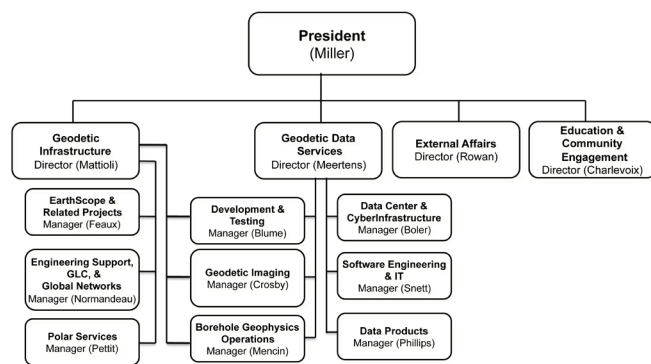 President
(Miller)
Geodetic
Infrastructure
Director (Mattioli)
Geodetic Data
Services
Director (Meertens)
External Affairs
Director (Rowan)
Education &
Community
Engagement
Director (Charlevoix)
EarthScope &
Related Projects
Manager (Feaux)
Development &
Testing
Manager (Blume)
Data Center &
CyberInfrastructure
Manager (Boler)
Engineering Support,
GLC, &
Global Networks
Manager (Normandeau)
Geodetic Imaging
Manager (Crosby)
Software Engineering
& IT
Manager (Snett)
Polar Services
Manager (Pettit)
Borehole Geophysics
Operations
Manager (Mencin)
Data Products
Manager (Phillips)